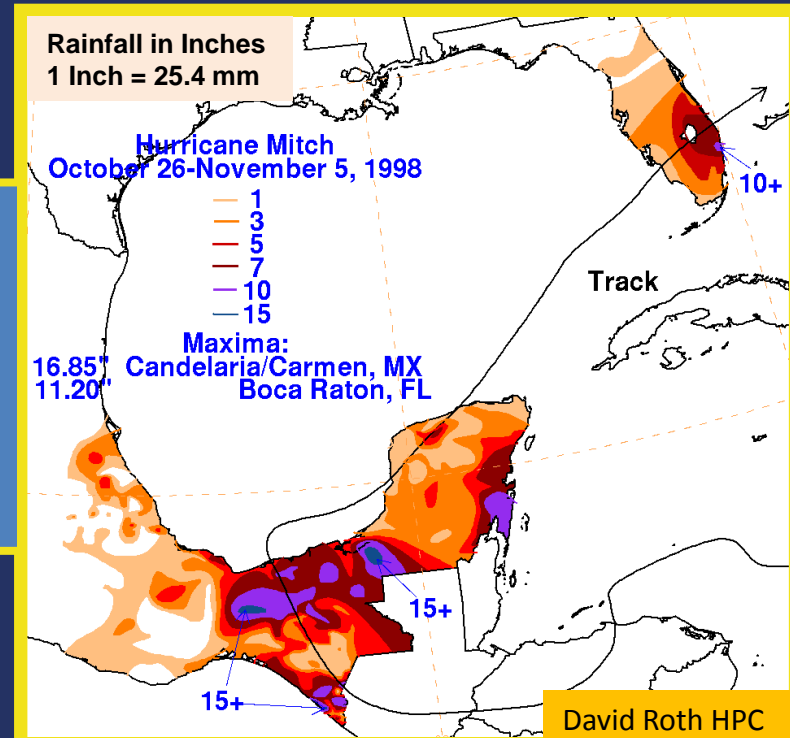 Rainfall in Inches
1 Inch = 25.4 mm
Hurricane Mitch
October 26-November 5, 1998
1
3
5
7
10
15
Maxima:
16.85" Candelaria/Carmen, MX
11.20" Boca Raton, FL
10+
Track
15+
15+
David Roth HPC